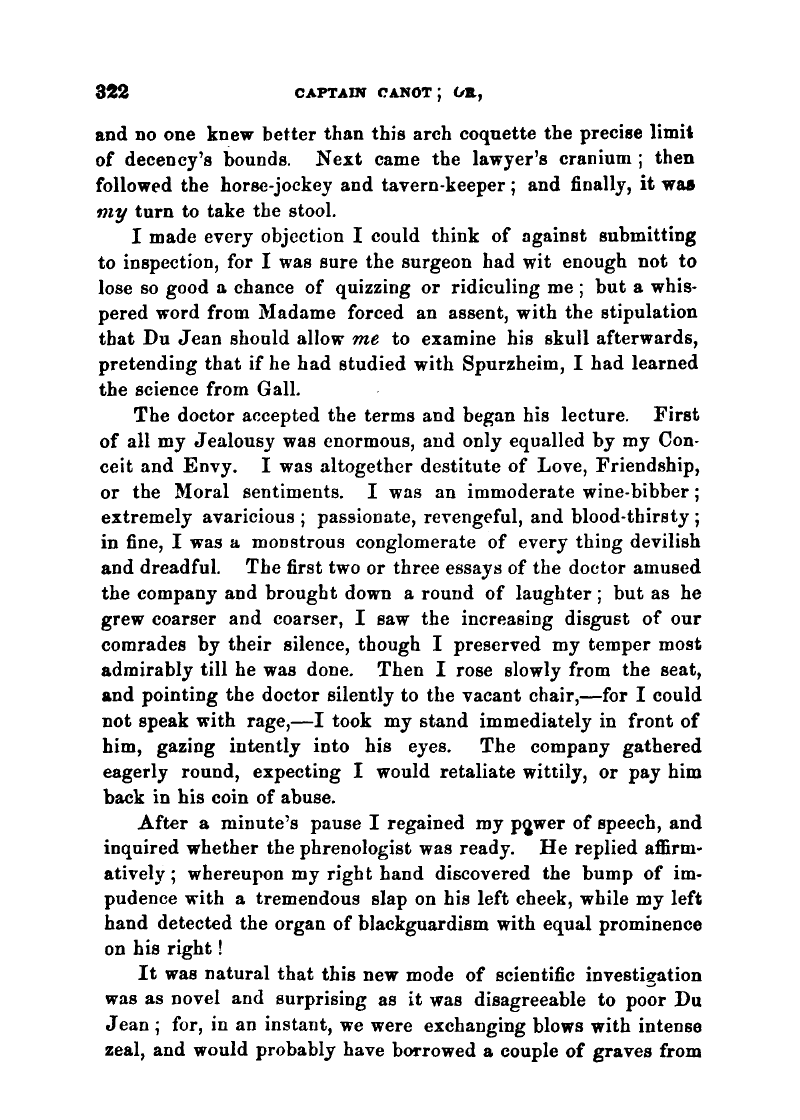 322 CAPTAIN CANOT; OR,
and no one knew better than this arch coquette the precise limit
of decency's bounds. Next came the lawyer's cranium; then
followed the horse-jockey and tavern-keeper; and finally, it was
my turn to take the stool.
I made every objection I could think of against submitting
to inspection, for I was sure the surgeon had wit enough not to
lose so good a chance of quizzing or ridiculing me; but a whis-
pered word from Madame forced an assent, with the stipulation
that Du Jean should allow me to examine his skull afterwards,
pretending that if he had studied with Spurzheim, I had learned
the science from Gall.
The doctor accepted the terms and began his lecture. First
of all my Jealousy was enormous, and only equalled by my Con-
ceit and Envy. I was altogether destitute of Love, Friendship,
or the Moral sentiments. I was an immoderate wine-bibber;
extremely avaricious; passionate, revengeful, and blood-thirsty;
in fine, I was a monstrous conglomerate of every thing devilish
and dreadful. The first two or three essays of the doctor amused
the company and brought down a round of laughter; but as he
grew coarser and coarser, I saw the increasing disgust of our
comrades by their silence, though I preserved my temper most
admirably till he was done. Then I rose slowly from the seat,
and pointing the doctor silently to the vacant chair,—for I could
not speak with rage,—I took my stand immediately in front of
him, gazing intently into his eyes. The company gathered
eagerly round, expecting I would retaliate wittily, or pay him
back in his coin of abuse.
After a minute's pause I regained my power of speech, and
inquired whether the phrenologist was ready. He replied affirm-
atively; whereupon my right hand discovered the bump of im-
pudence with a tremendous slap on his left cheek, while my left
hand detected the organ of blackguardism with equal prominence
on his right!
It was natural that this new mode of scientific investigation
was as novel and surprising as it was disagreeable to poor Du
Jean; for, in an instant, we were exchanging blows with intense
zeal, and would probably have borrowed a couple of graves from